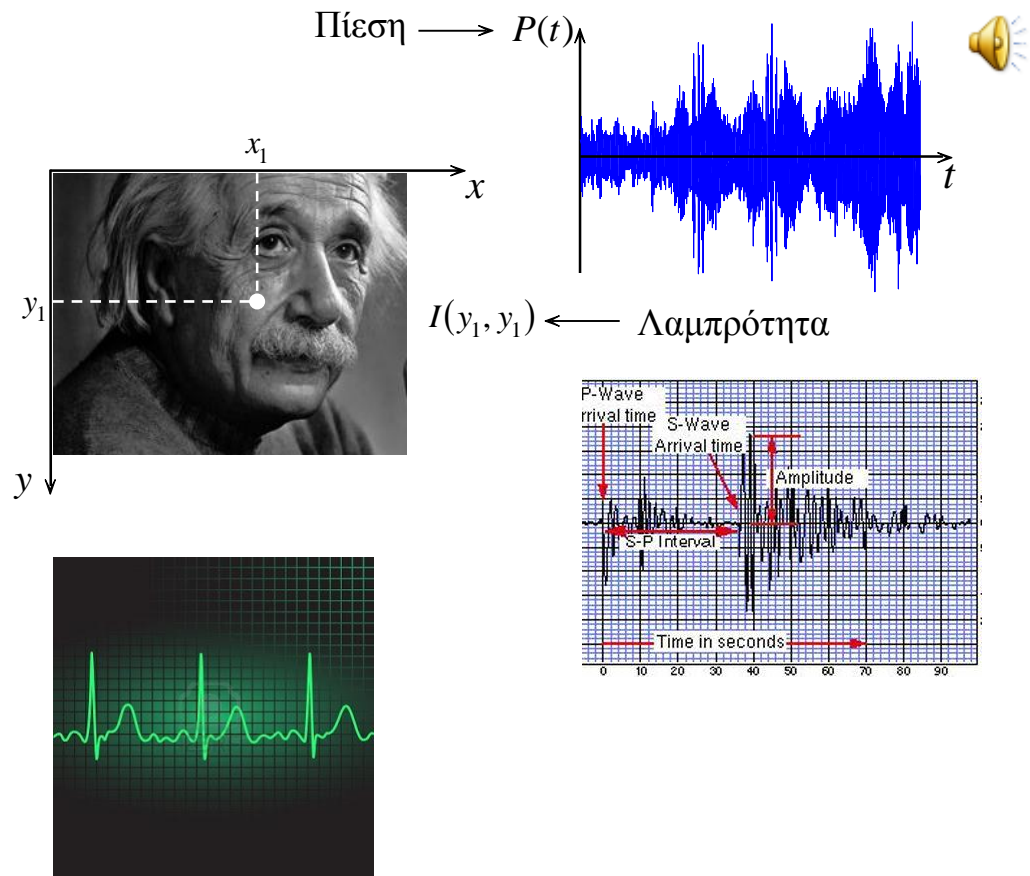 Πίεση
P(t)
t
x₁
x
y₁
y
I(y₁, y₁)
Λαμπρότητα
P-Wave
rrival time
S-Wave
Arrival time
Amplitude
S-P Interval
Time in seconds
0 10 20 30 40 50 60 70 80 90